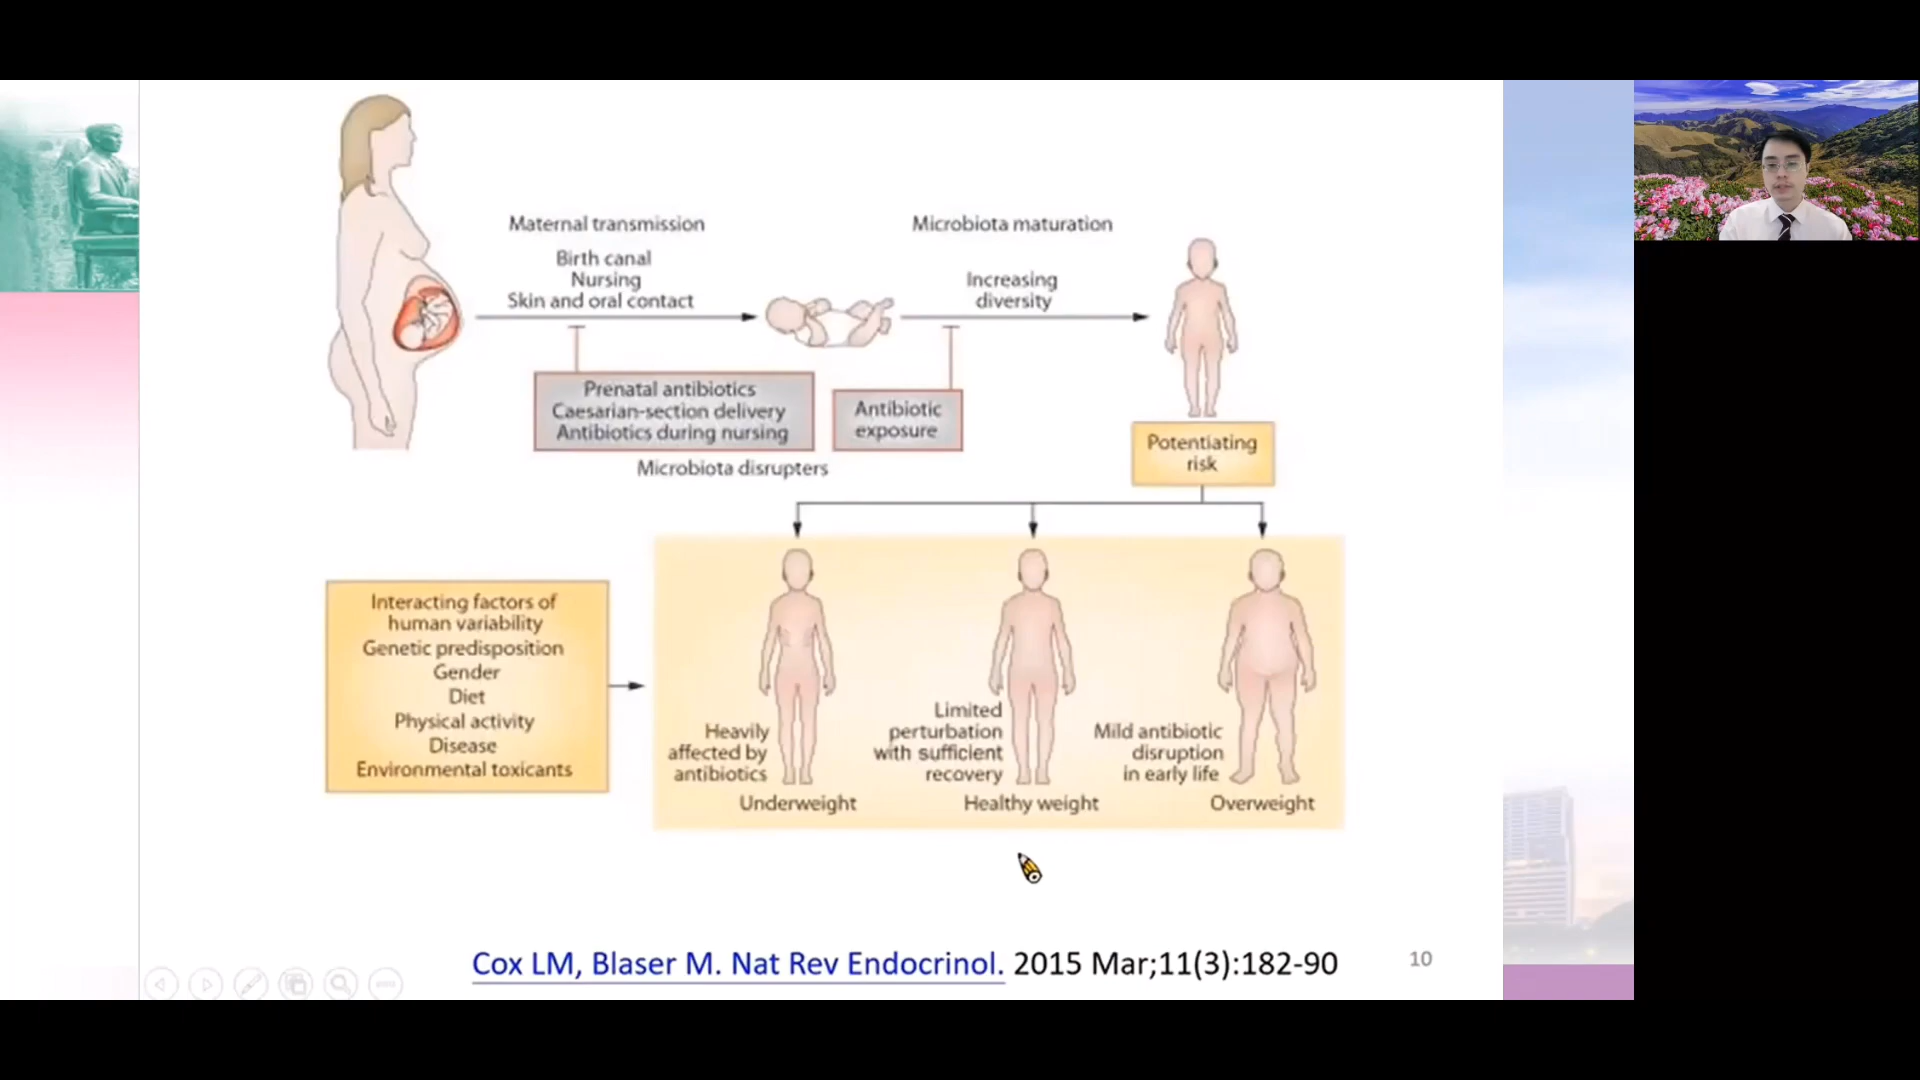 Maternal transmission
Birth canal
Nursing
Skin and oral contact
Microbiota maturation
Increasing
diversity
Prenatal antibiotics
Caesarian-section delivery
Antibiotics during nursing
Antibiotic
exposure
Microbiota disrupters
Potentiating
risk
Interacting factors of
human variability
Genetic predisposition
Gender
Diet
Physical activity
Disease
Environmental toxicants
Heavily
affected by
antibiotics
Underweight
Limited
perturbation
with sufficient
recovery
Healthy weight
Mild antibiotic
disruption
in early life
Overweight
Cox LM, Blaser M. Nat Rev Endocrinol. 2015 Mar;11(3):182-90
10